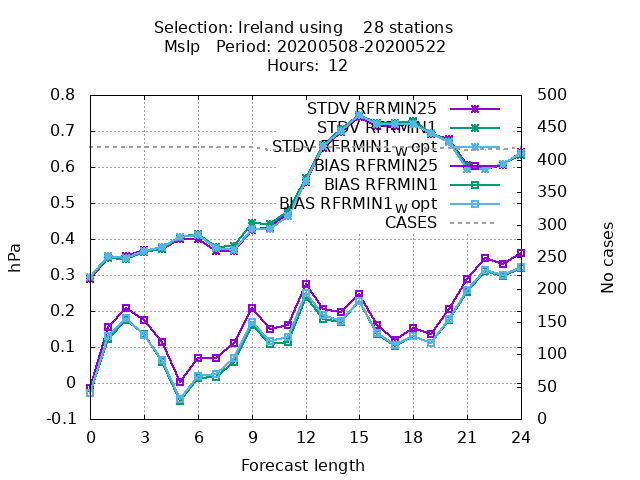 Selection: Ireland using 28 stations
Mslp Period: 20200508-20200522
Hours: 12
0.8
0.7
0.6
0.5
0.4
0.3
0.2
0.1
0
-0.1
hPa
500
450
400
350
300
250
200
150
100
50
0
No cases
STDV RFRMIN25
STDV RFRMIN1
STDV RFRMIN1w opt
BIAS RFRMIN25
BIAS RFRMIN1
BIAS RFRMIN1w opt
CASES
0 3 6 9 12 15 18 21 24
Forecast length